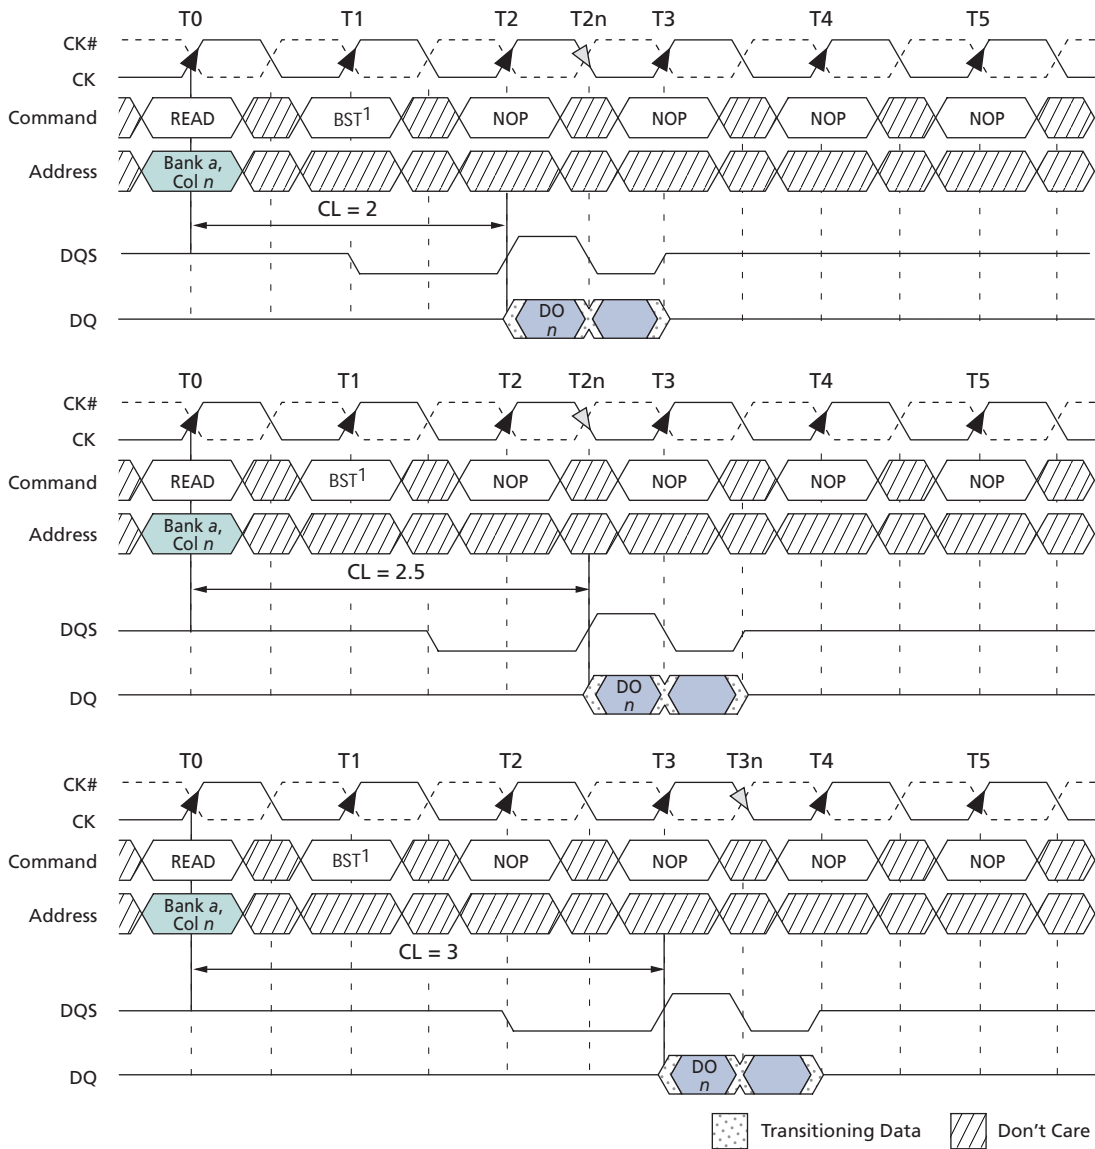 T0 T1 T2 T2n T3 T4 T5
CK#
CK
Command READ BST1 NOP NOP NOP NOP
Address Bank a,
Col n
CL = 2
DQS
DQ DO
n
T0 T1 T2 T2n T3 T4 T5
CK#
CK
Command READ BST1 NOP NOP NOP NOP
Address Bank a,
Col n
CL = 2.5
DQS
DQ DO
n
T0 T1 T2 T3 T3n T4 T5
CK#
CK
Command READ BST1 NOP NOP NOP NOP
Address Bank a,
Col n
CL = 3
DQS
DQ DO
n
Transitioning Data Don't Care